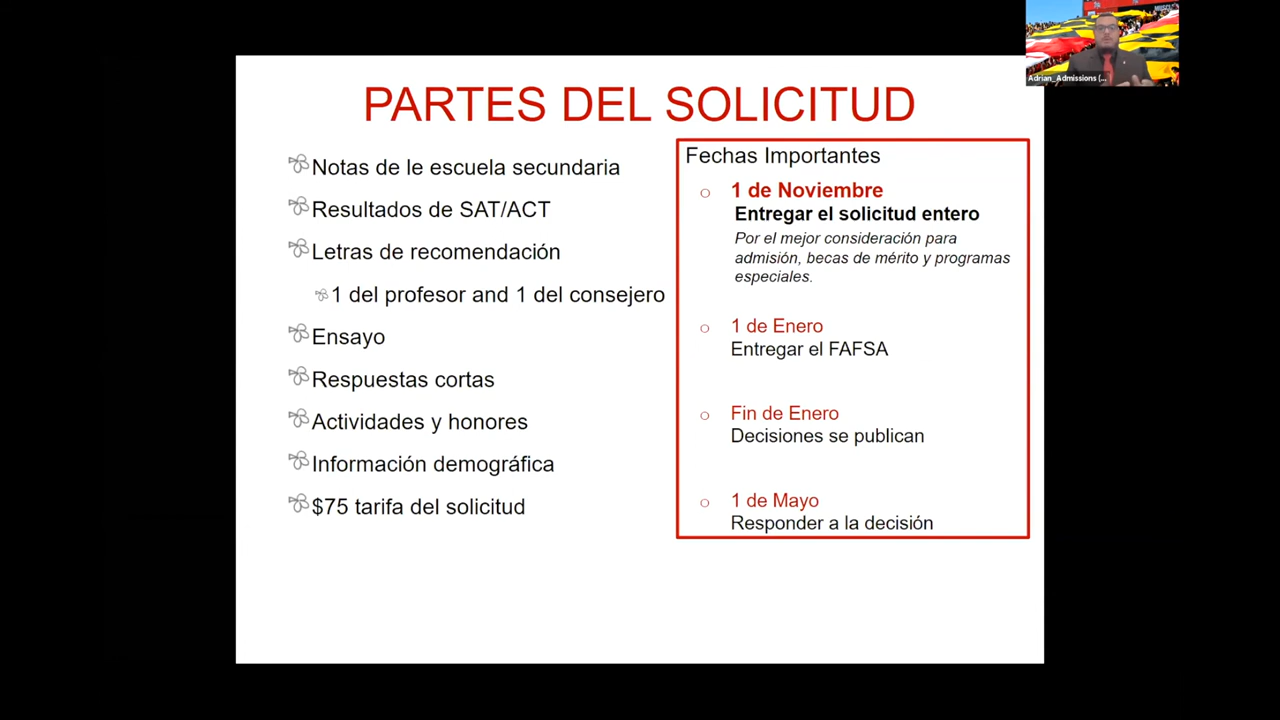 PARTES DEL SOLICITUD
Notas de le escuela secundaria
Resultados de SAT/ACT
Letras de recomendación
1 del profesor and 1 del consejero
Ensayo
Respuestas cortas
Actividades y honores
Información demográfica
$75 tarifa del solicitud
Fechas Importantes
1 de Noviembre
Entregar el solicitud entero
Por el mejor consideración para
admisión, becas de mérito y programas
especiales.
1 de Enero
Entregar el FAFSA
Fin de Enero
Decisiones se publican
1 de Mayo
Responder a la decisión
Adrian_Admissions (...